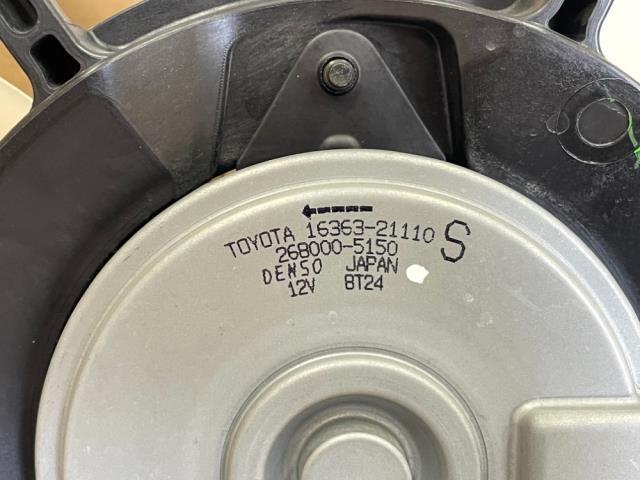 TOYOTA 16363-21110 S
268000-5150
DENSO JAPAN
12V 8T24